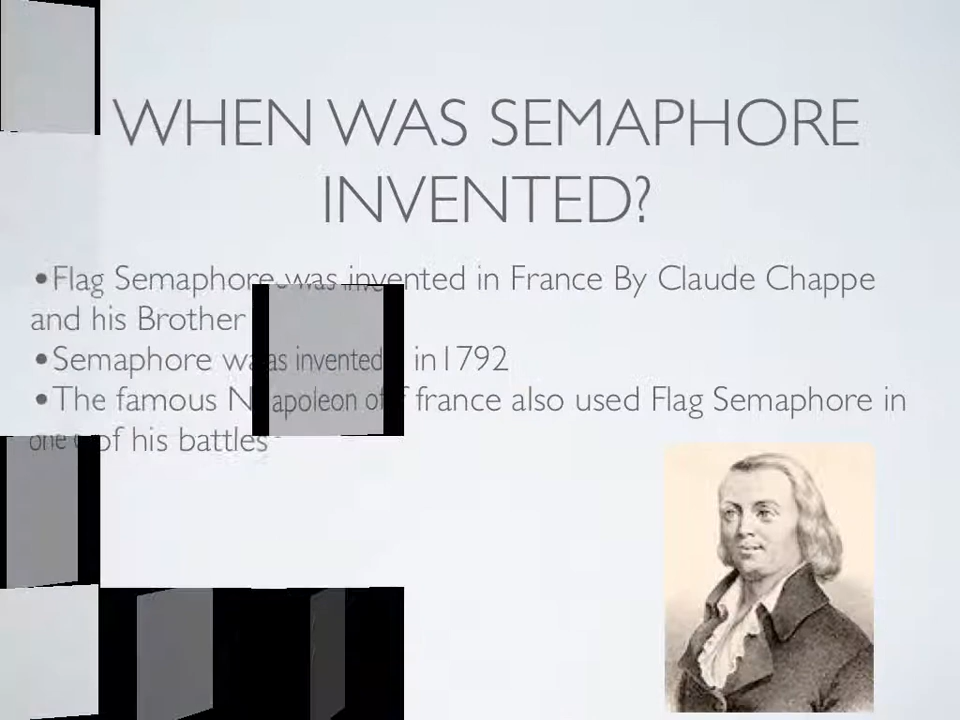 WHEN WAS SEMAPHORE
INVENTED?
•Flag Semaphore was invented in France By Claude Chappe
and his Brother
•Semaphore was invented in1792
•The famous Napoleon of france also used Flag Semaphore in
one of his battles